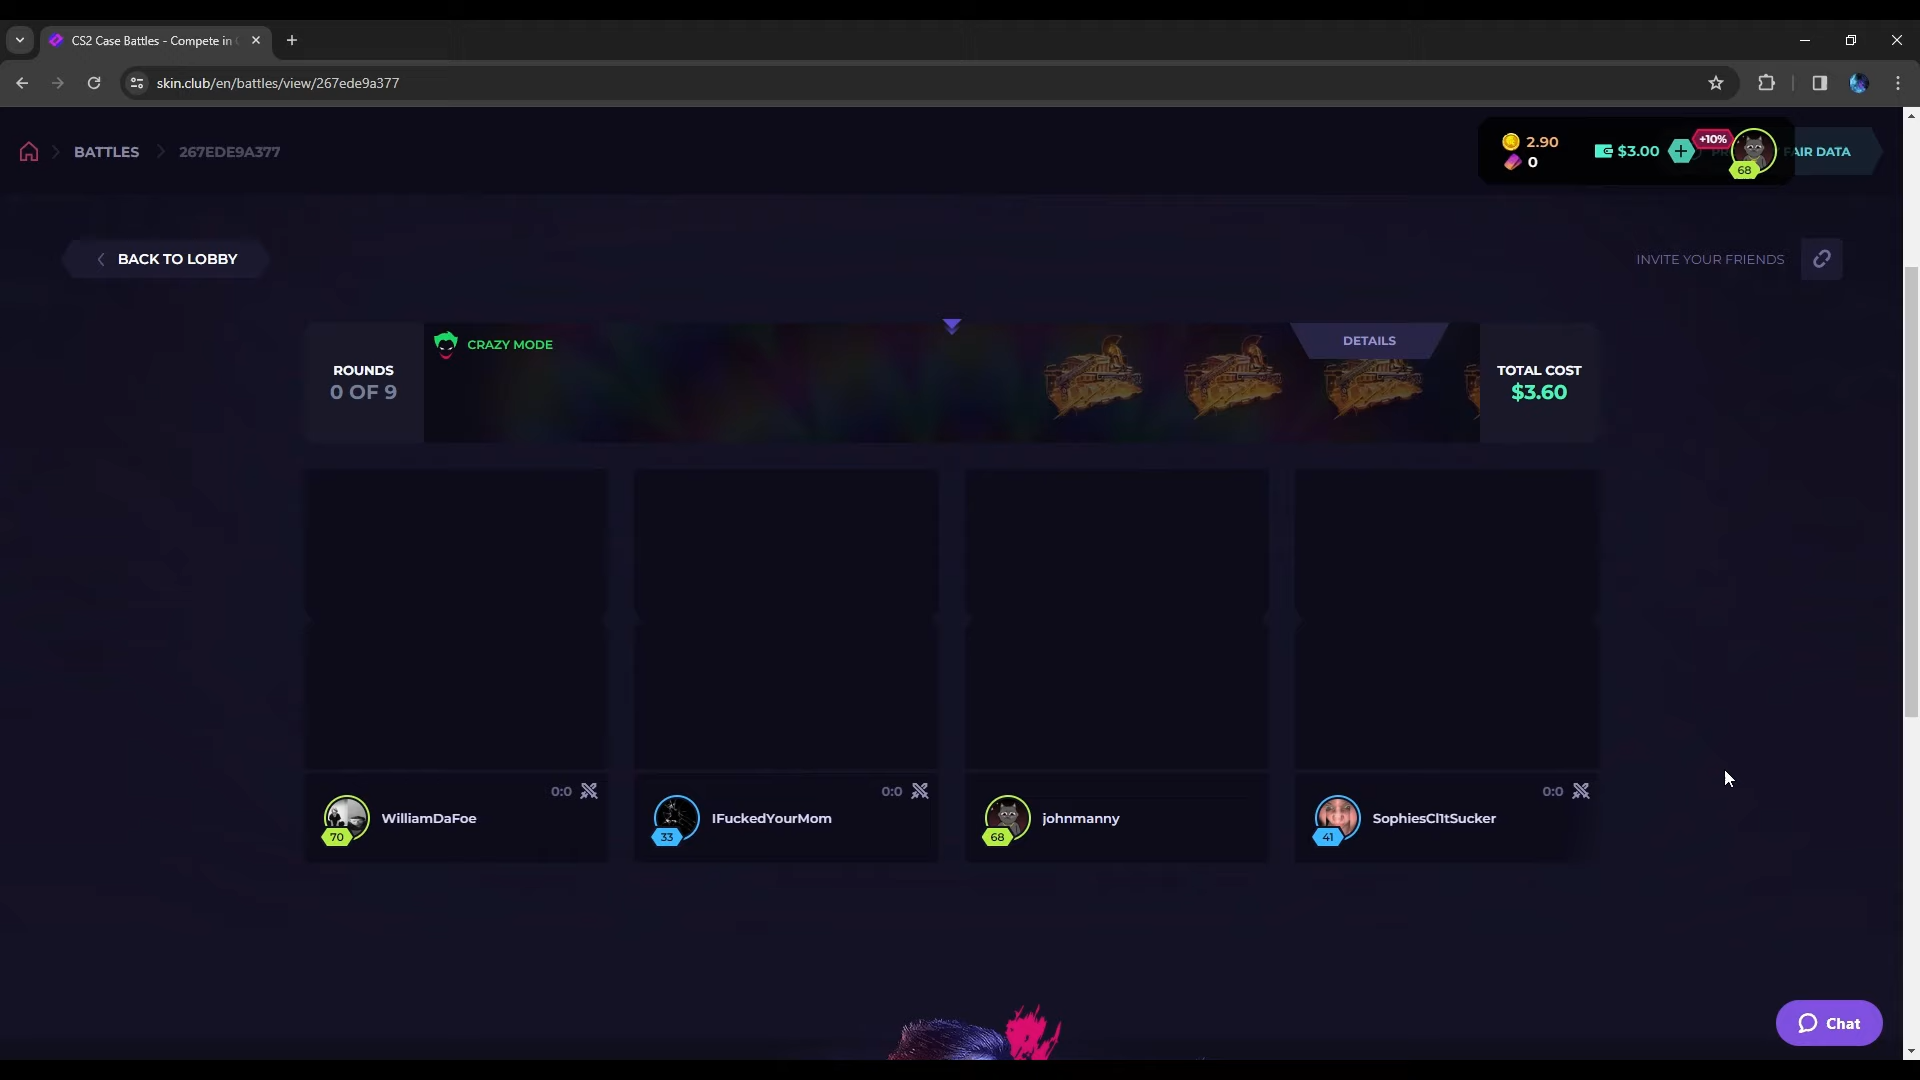 CS2 Case Battles - Compete in
skin.club/en/battles/view/267ede9a377
BATTLES
267EDE9A377
2.90
0
$3.00
+10%
68
AIR DATA
BACK TO LOBBY
INVITE YOUR FRIENDS
ROUNDS
0 OF 9
CRAZY MODE
DETAILS
TOTAL COST
$3.60
0:0
WilliamDaFoe
70
0:0
IFuckedYourMom
33
johnmanny
68
0:0
SophiesCl1tSucker
41
Chat